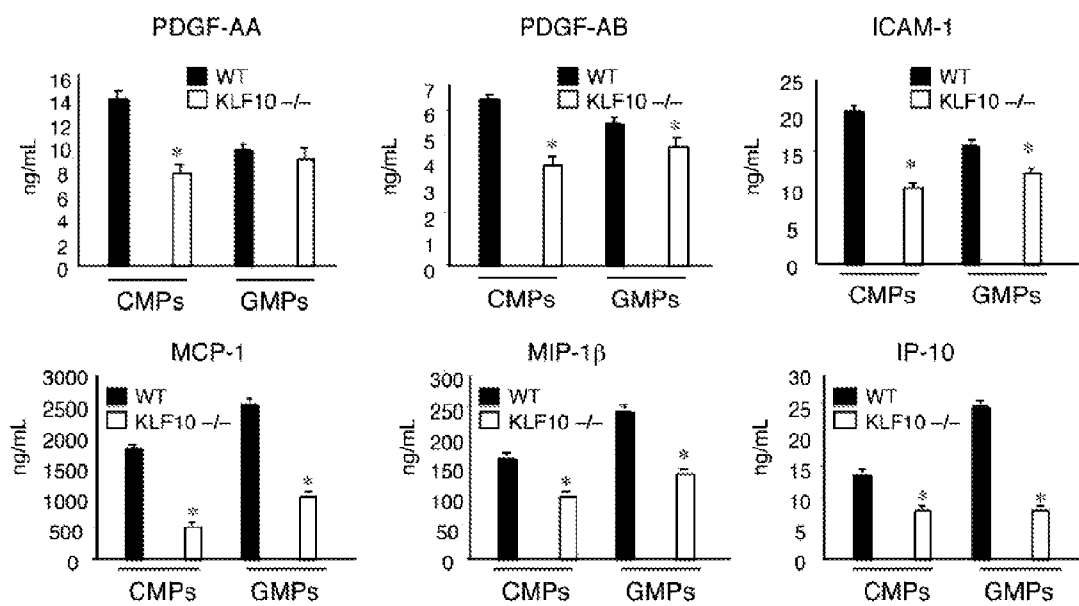 PDGF-AA
WT
KLF10 −/−
ng/mL
16
14
12
10
8
6
4
2
0
*
CMPs
GMPs
PDGF-AB
WT
KLF10 −/−
ng/mL
7
6
5
4
3
2
1
0
*
*
CMPs
GMPs
ICAM-1
WT
KLF10 −/−
ng/mL
25
20
15
10
5
0
*
*
CMPs
GMPs
MCP-1
WT
KLF10 −/−
ng/mL
3000
2500
2000
1500
1000
500
0
*
*
CMPs
GMPs
MIP-1β
WT
KLF10 −/−
ng/mL
300
250
200
150
100
50
0
*
*
CMPs
GMPs
IP-10
WT
KLF10 −/−
ng/mL
30
25
20
15
10
5
0
*
*
CMPs
GMPs